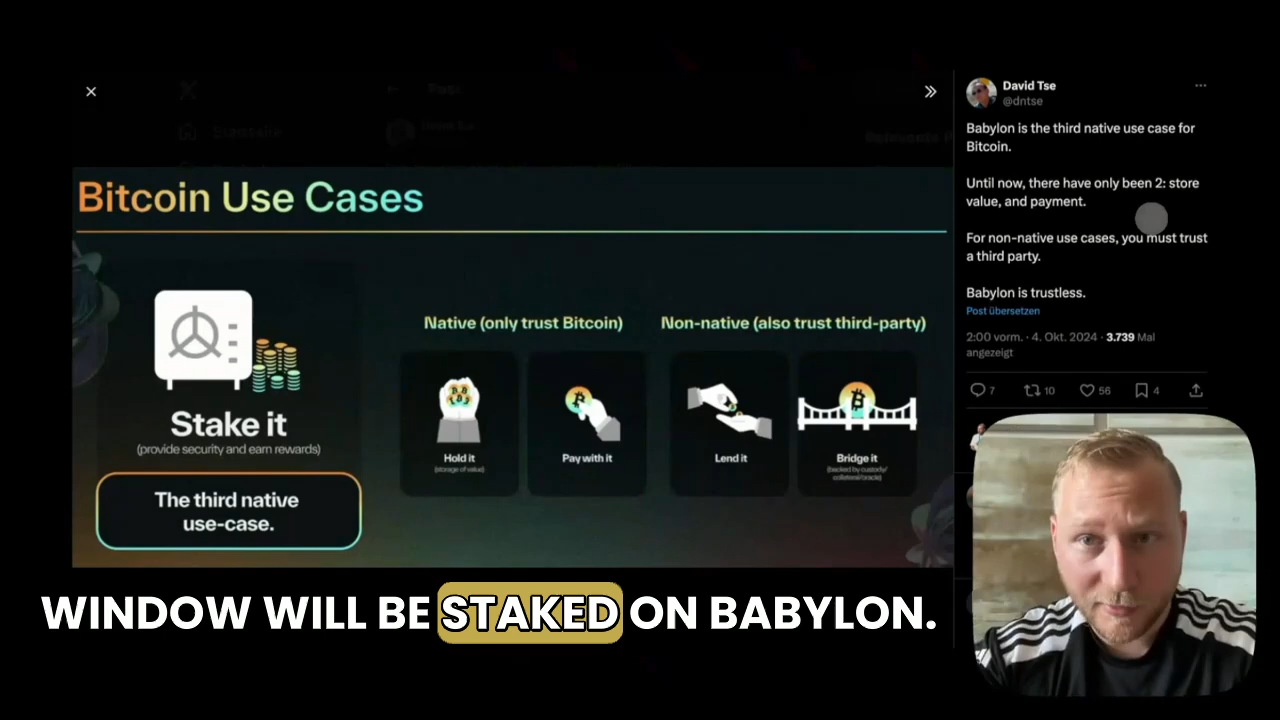 Bitcoin Use Cases
Stake it
(provide security and earn rewards)
The third native
use-case.
Native (only trust Bitcoin)
Non-native (also trust third-party)
Hold it
(storage of value)
Pay with it
Lend it
Bridge it
(backed by custody/
collateral/oracle)
David Tse
@dntse
Babylon is the third native use case for
Bitcoin.
Until now, there have only been 2: store
value, and payment.
For non-native use cases, you must trust
a third party.
Babylon is trustless.
Post übersetzen
2:00 vorm. · 4. Okt. 2024 · 3.739 Mal
angezeigt
7
10
56
4
WINDOW WILL BE STAKED ON BABYLON.